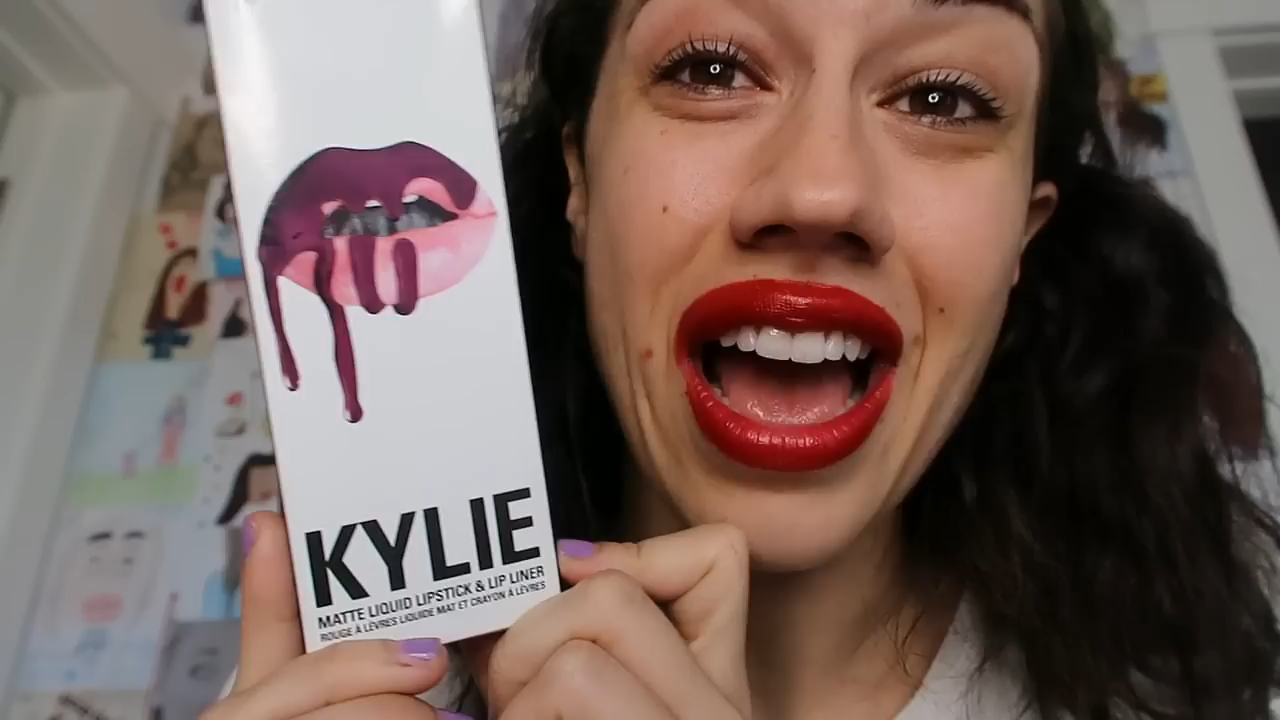 KYLIE
MATTE LIQUID LIPSTICK & LIP LINER
ROUGE À LÈVRES LIQUIDE MAT ET CRAYON À LÈVRES